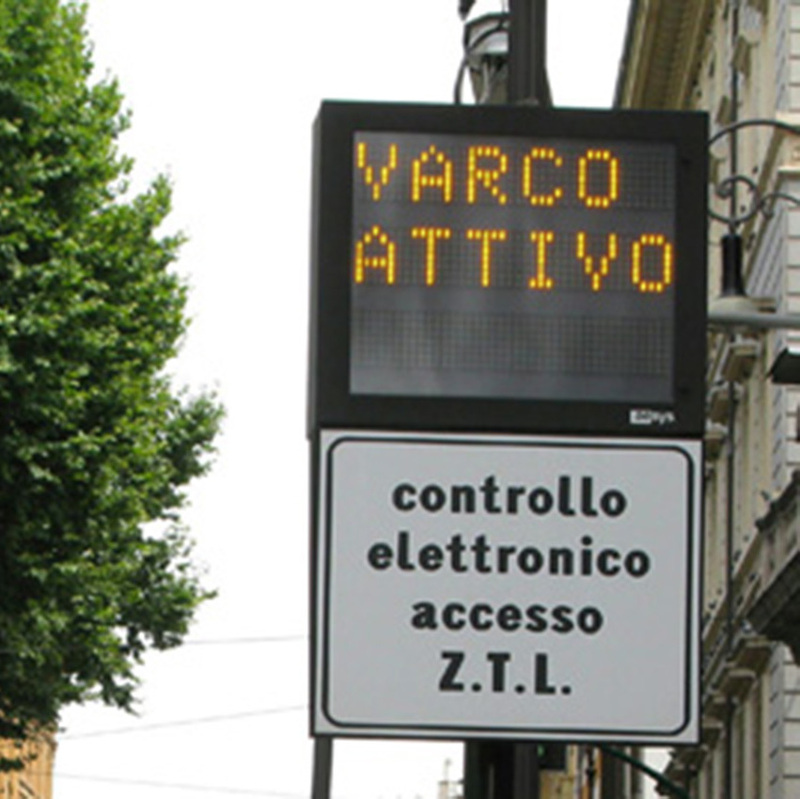 VARCO
ATTIVO
controllo
elettronico
accesso
Z.T.L.